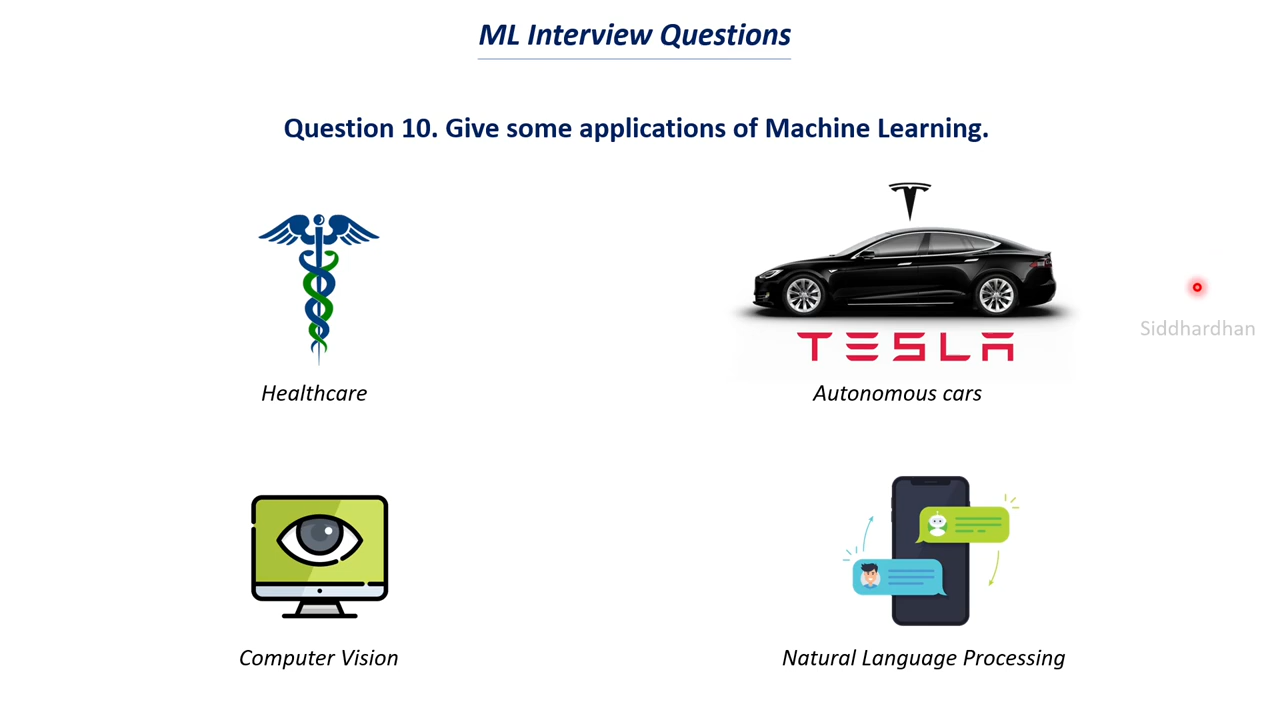 ML Interview Questions
Question 10. Give some applications of Machine Learning.
TESLA
Siddhardhan
Healthcare
Autonomous cars
Computer Vision
Natural Language Processing